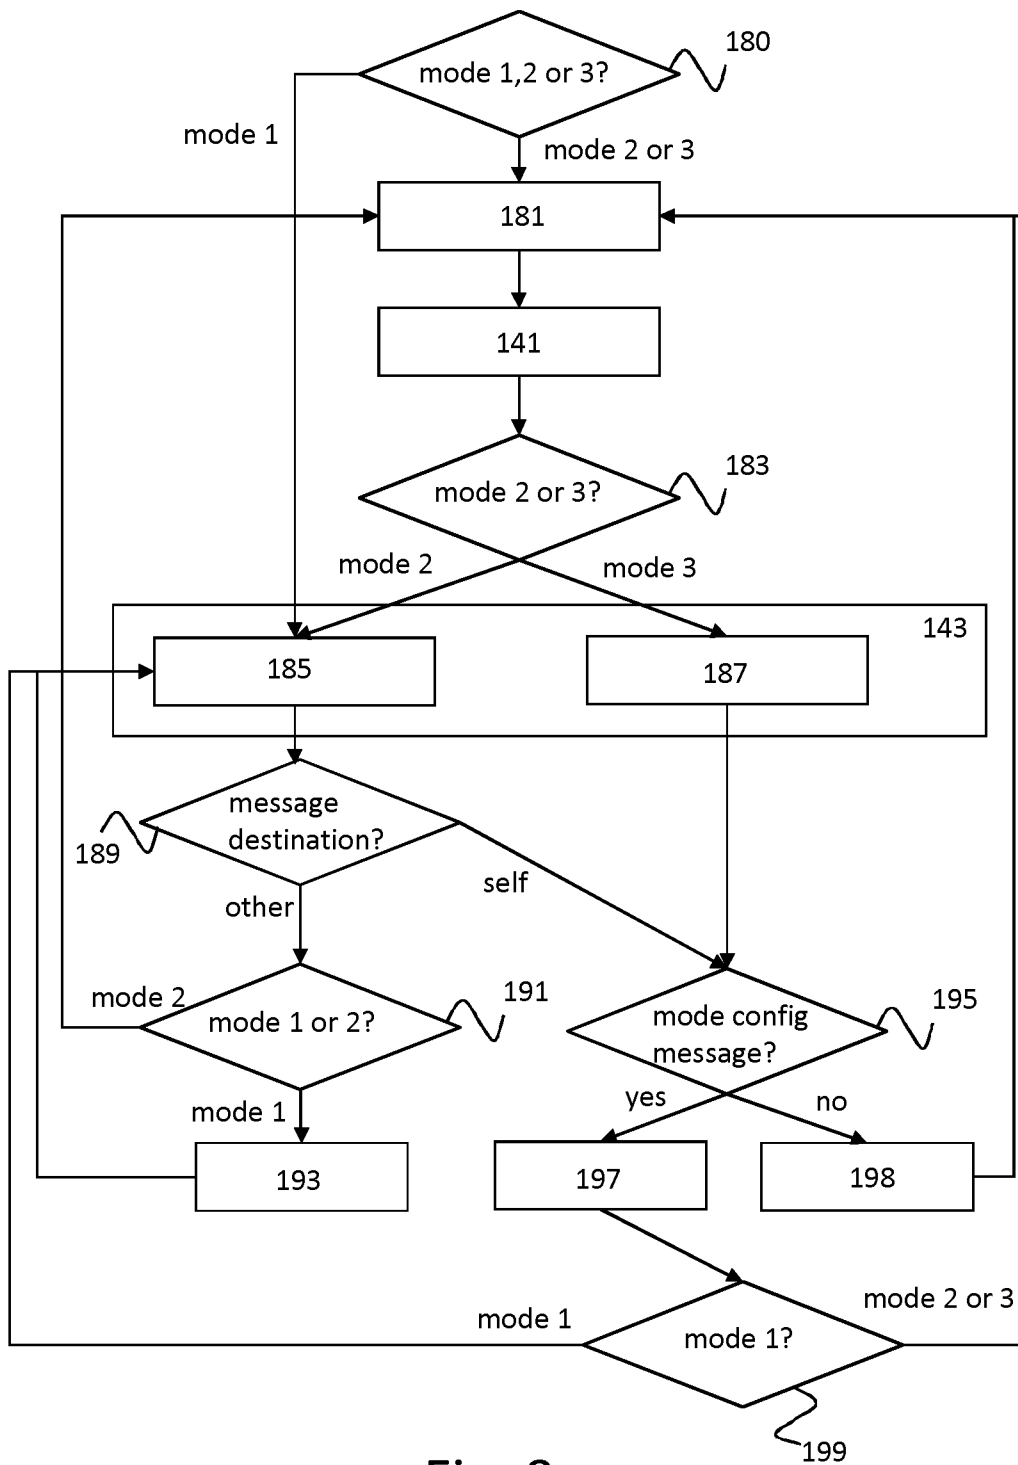 mode 1,2 or 3?
180
mode 1
mode 2 or 3
181
141
mode 2 or 3?
183
mode 2
mode 3
143
185
187
message
destination?
189
self
other
mode 2
mode 1 or 2?
191
mode config
message?
195
mode 1
yes
no
193
197
198
mode 1
mode 2 or 3
mode 1?
199